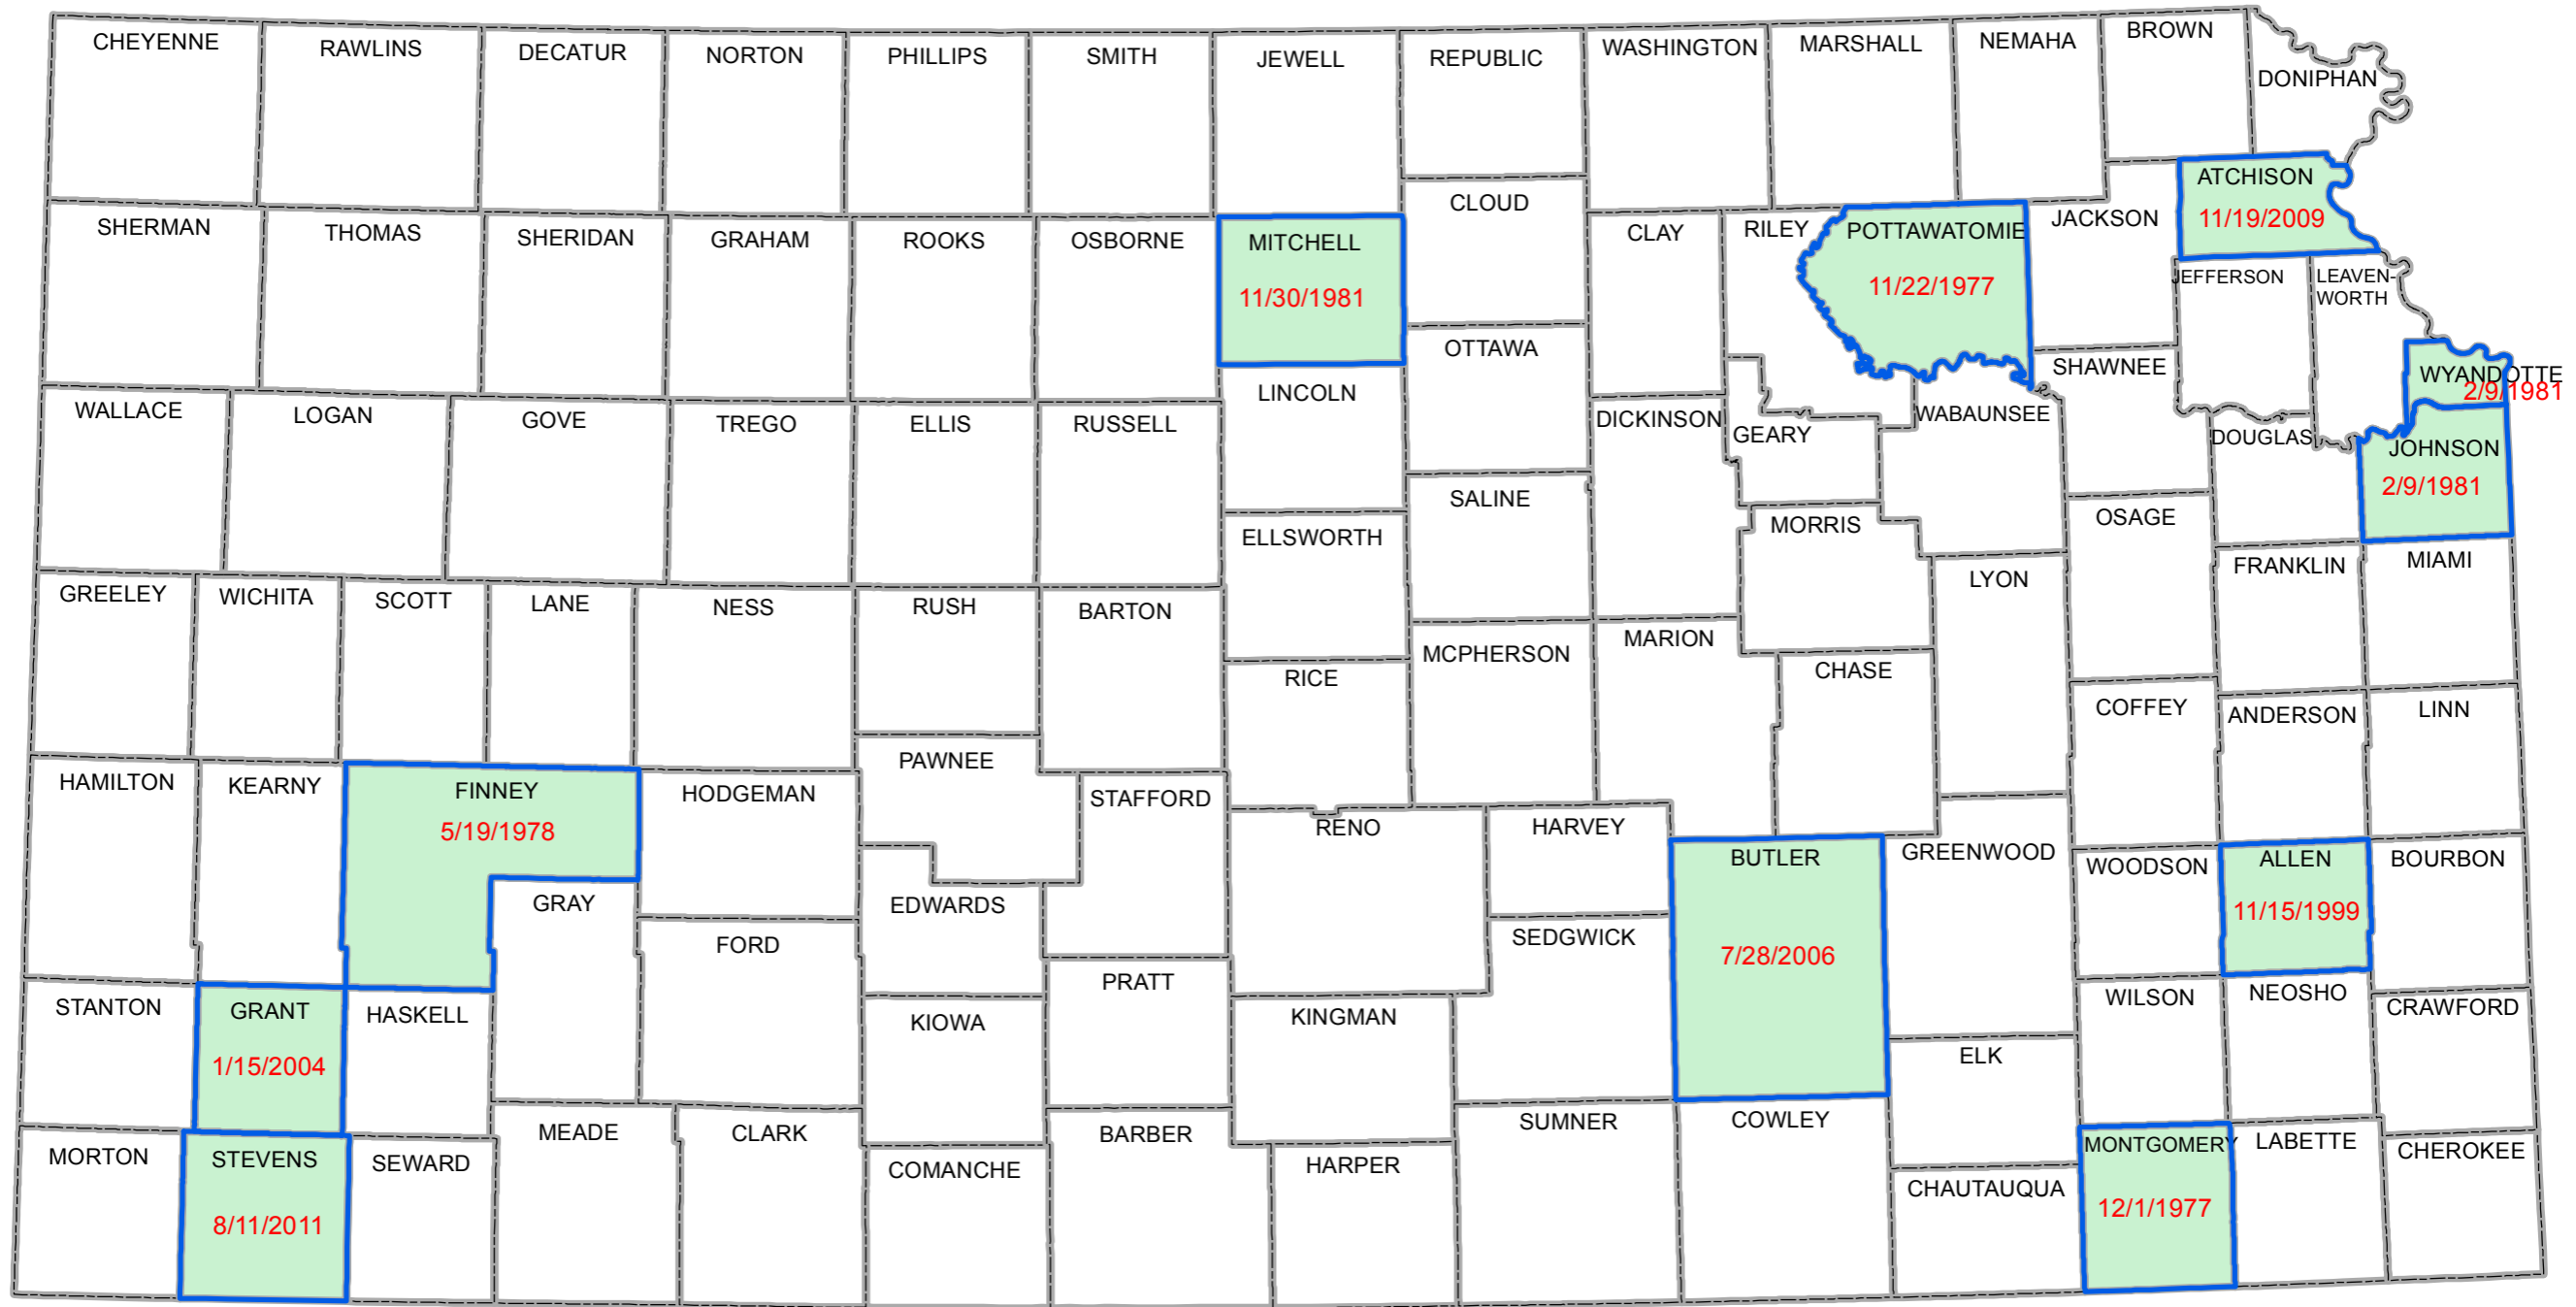 CHEYENNE
RAWLINS
DECATUR
NORTON
PHILLIPS
SMITH
JEWELL
REPUBLIC
WASHINGTON
MARSHALL
NEMAHA
BROWN
DONIPHAN
ATCHISON
11/19/2009
SHERMAN
THOMAS
SHERIDAN
GRAHAM
ROOKS
OSBORNE
MITCHELL
11/30/1981
CLOUD
CLAY
RILEY
POTTAWATOMIE
11/22/1977
JACKSON
JEFFERSON
LEAVEN-
WORTH
OTTAWA
SHAWNEE
WYANDOTTE
2/9/1981
WALLACE
LOGAN
GOVE
TREGO
ELLIS
RUSSELL
LINCOLN
DICKINSON
GEARY
WABAUNSEE
DOUGLAS
JOHNSON
2/9/1981
SALINE
ELLSWORTH
MORRIS
OSAGE
FRANKLIN
MIAMI
GREELEY
WICHITA
SCOTT
LANE
NESS
RUSH
BARTON
LYON
RICE
MCPHERSON
MARION
CHASE
COFFEY
ANDERSON
LINN
HAMILTON
KEARNY
FINNEY
5/19/1978
HODGEMAN
PAWNEE
STAFFORD
RENO
HARVEY
BUTLER
7/28/2006
GREENWOOD
WOODSON
ALLEN
11/15/1999
BOURBON
GRAY
FORD
EDWARDS
SEDGWICK
STANTON
GRANT
1/15/2004
HASKELL
KIOWA
PRATT
KINGMAN
ELK
WILSON
NEOSHO
CRAWFORD
MORTON
STEVENS
8/11/2011
SEWARD
MEADE
CLARK
COMANCHE
BARBER
HARPER
SUMNER
COWLEY
CHAUTAUQUA
MONTGOMERY
12/1/1977
LABETTE
CHEROKEE